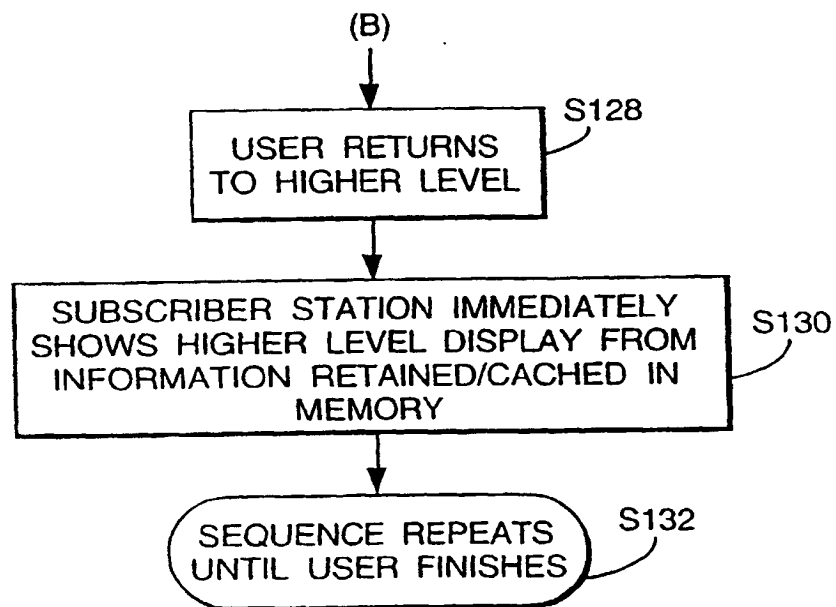 (B)
S128
USER RETURNS
TO HIGHER LEVEL
SUBSCRIBER STATION IMMEDIATELY
SHOWS HIGHER LEVEL DISPLAY FROM
INFORMATION RETAINED/CACHED IN
MEMORY
S130
SEQUENCE REPEATS
UNTIL USER FINISHES
S132